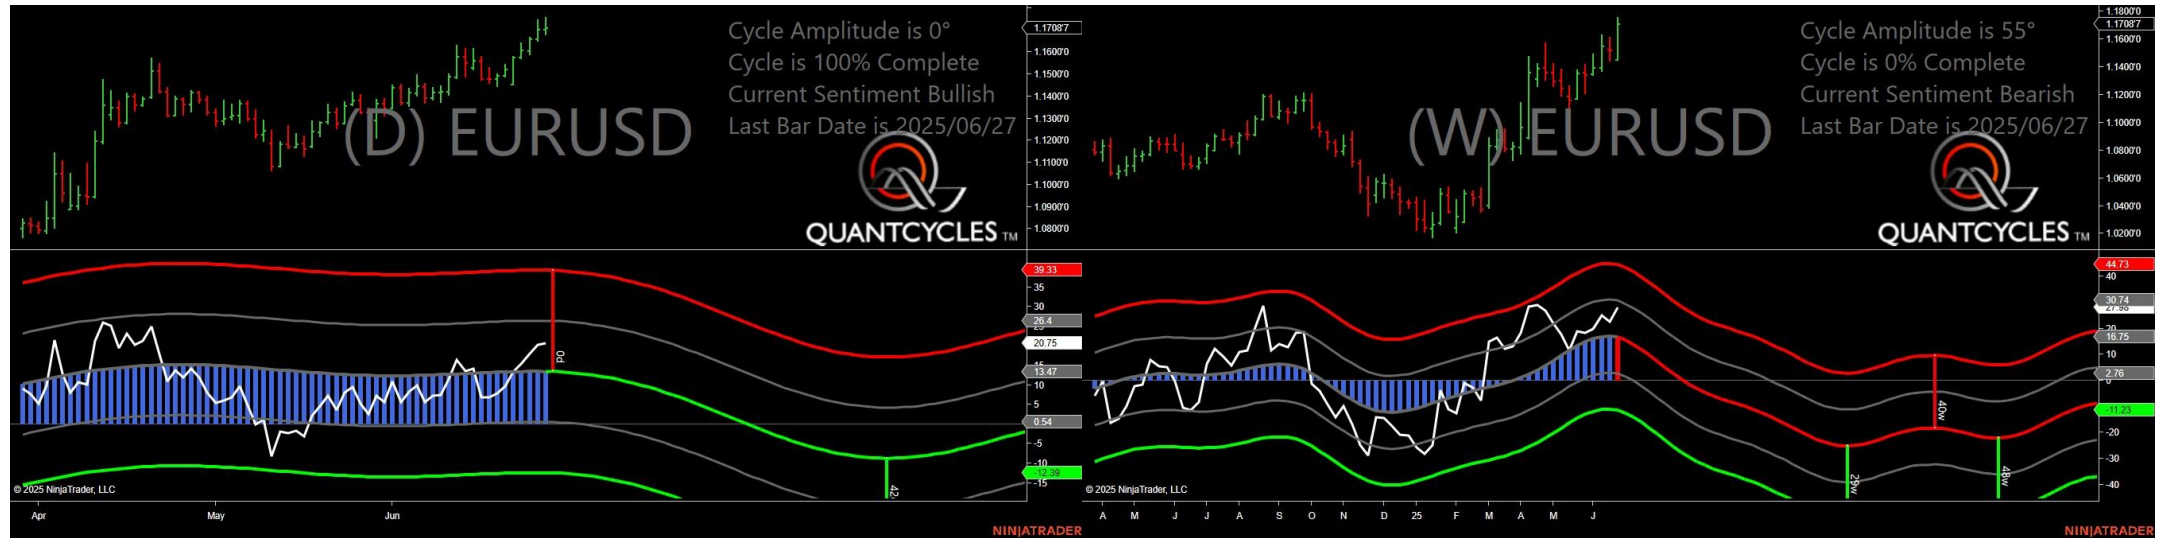 Cycle Amplitude is 0°
Cycle is 100% Complete
Current Sentiment Bullish
Last Bar Date is 2025/06/27
(D) EURUSD
QUANTCYCLES TM
1.1708'7
1.1600'0
1.1500'0
1.1400'0
1.1300'0
1.1200'0
1.1100'0
1.1000'0
1.0900'0
1.0800'0
39.33
35
30
26.4
20.75
15
13.47
10
5
0.54
-5
-10
-12.39
-15
P0
42
© 2025 NinjaTrader, LLC
Apr May Jun
NINJATRADER
Cycle Amplitude is 55°
Cycle is 0% Complete
Current Sentiment Bearish
Last Bar Date is 2025/06/27
(W) EURUSD
QUANTCYCLES TM
1.1800'0
1.1708'7
1.1600'0
1.1400'0
1.1200'0
1.1000'0
1.0800'0
1.0600'0
1.0400'0
1.0200'0
44.73
40
30.74
27.98
20
16.75
10
2.76
0
-11.23
-20
-30
-40
29w
40w
48w
© 2025 NinjaTrader, LLC
A M J J A S O N D 25 F M A M J
NINJATRADER